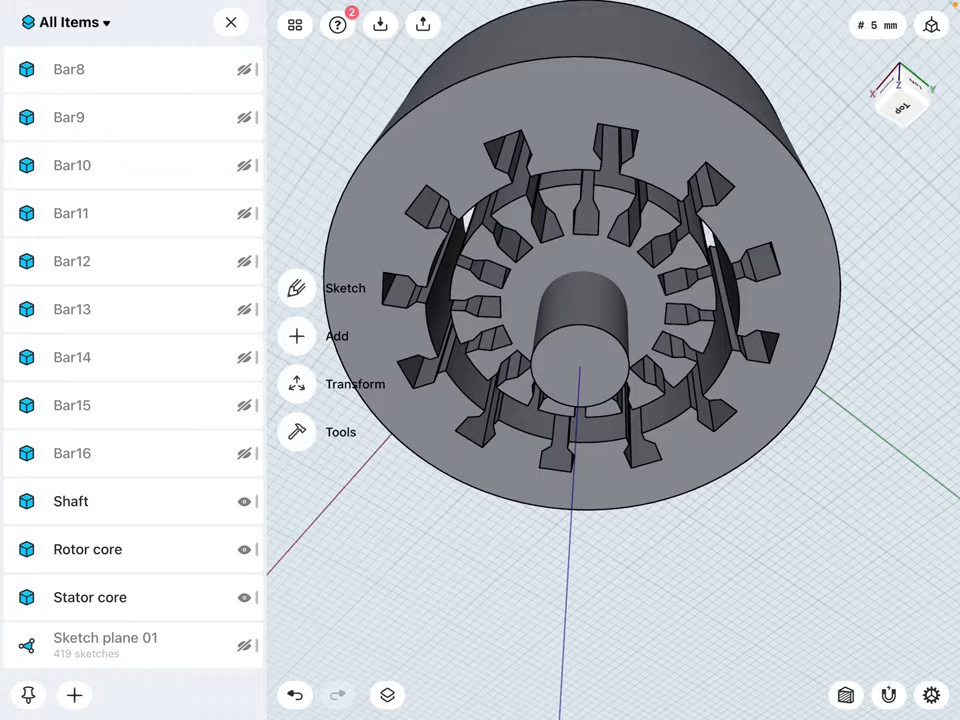 All Items
2
# 5 mm
Bar8
X
Z
Y
Top
Bar9
Bar10
Bar11
Bar12
Sketch
Bar13
Add
Bar14
Transform
Bar15
Tools
Bar16
Shaft
Rotor core
Stator core
Sketch plane 01
419 sketches